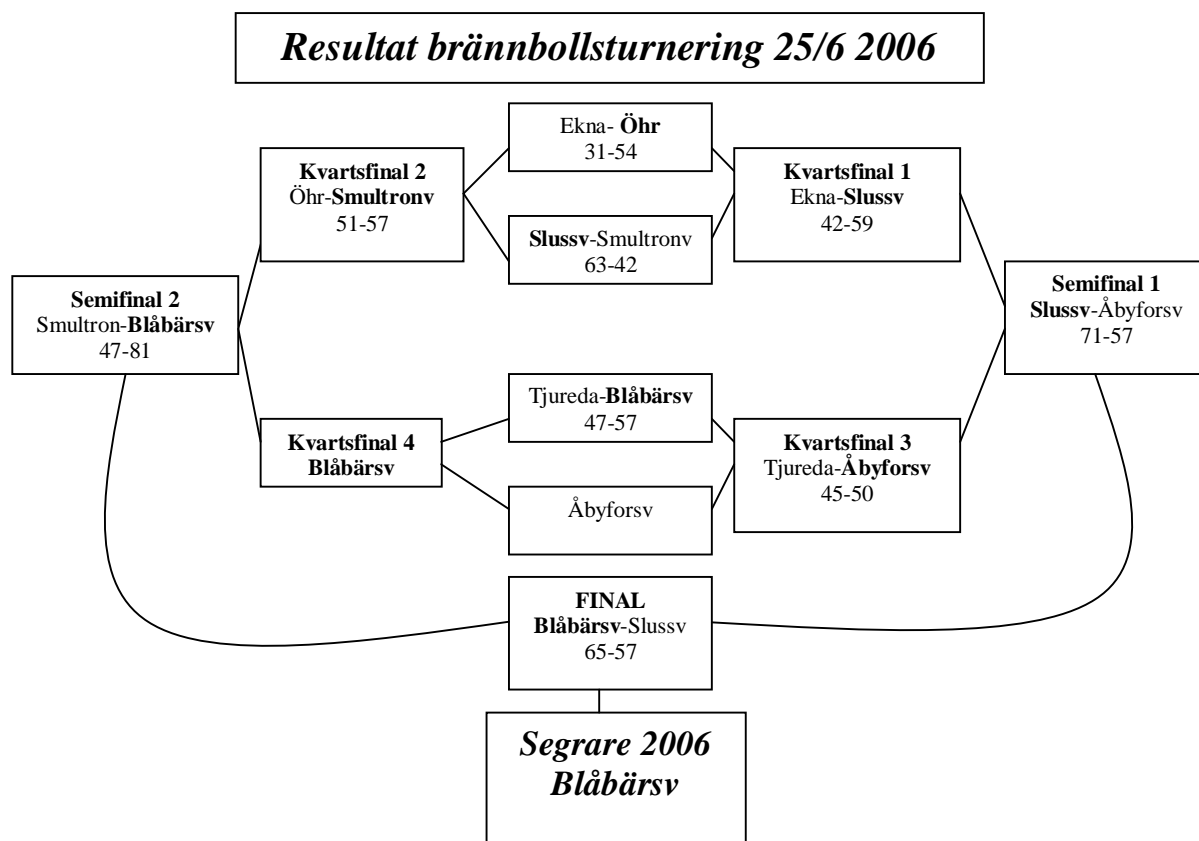 Resultat brännbollsturnering 25/6 2006
Ekna- Öhr
31-54
Kvartsfinal 2
Öhr-Smultronv
51-57
Kvartsfinal 1
Ekna-Slussv
42-59
Slussv-Smultronv
63-42
Semifinal 2
Smultron-Blåbärsv
47-81
Semifinal 1
Slussv-Åbyforsv
71-57
Tjureda-Blåbärsv
47-57
Kvartsfinal 4
Blåbärsv
Kvartsfinal 3
Tjureda-Åbyforsv
45-50
Åbyforsv
FINAL
Blåbärsv-Slussv
65-57
Segrare 2006
Blåbärsv